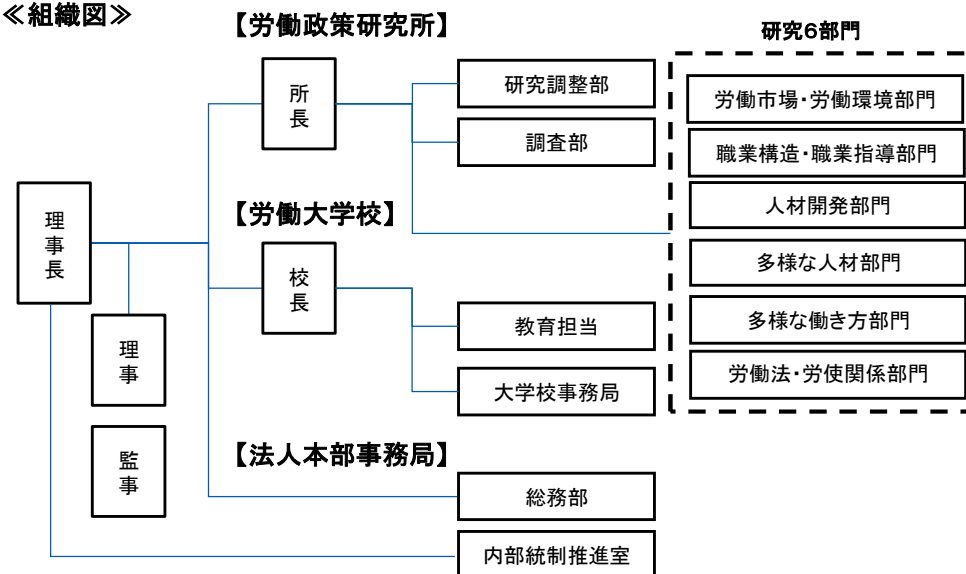 ≪組織図≫
【労働政策研究所】
研究6部門
所長
研究調整部
調査部
労働市場・労働環境部門
職業構造・職業指導部門
人材開発部門
多様な人材部門
多様な働き方部門
労働法・労使関係部門
理事長
【労働大学校】
校長
教育担当
大学校事務局
理事
監事
【法人本部事務局】
総務部
内部統制推進室